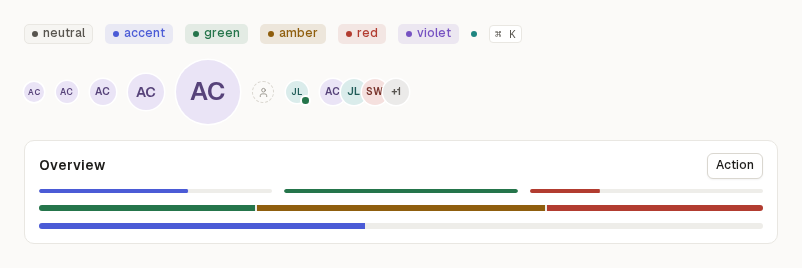 neutral accent green amber red violet ⌘ K
AC AC AC AC AC JL AC JL SW +1
Overview Action